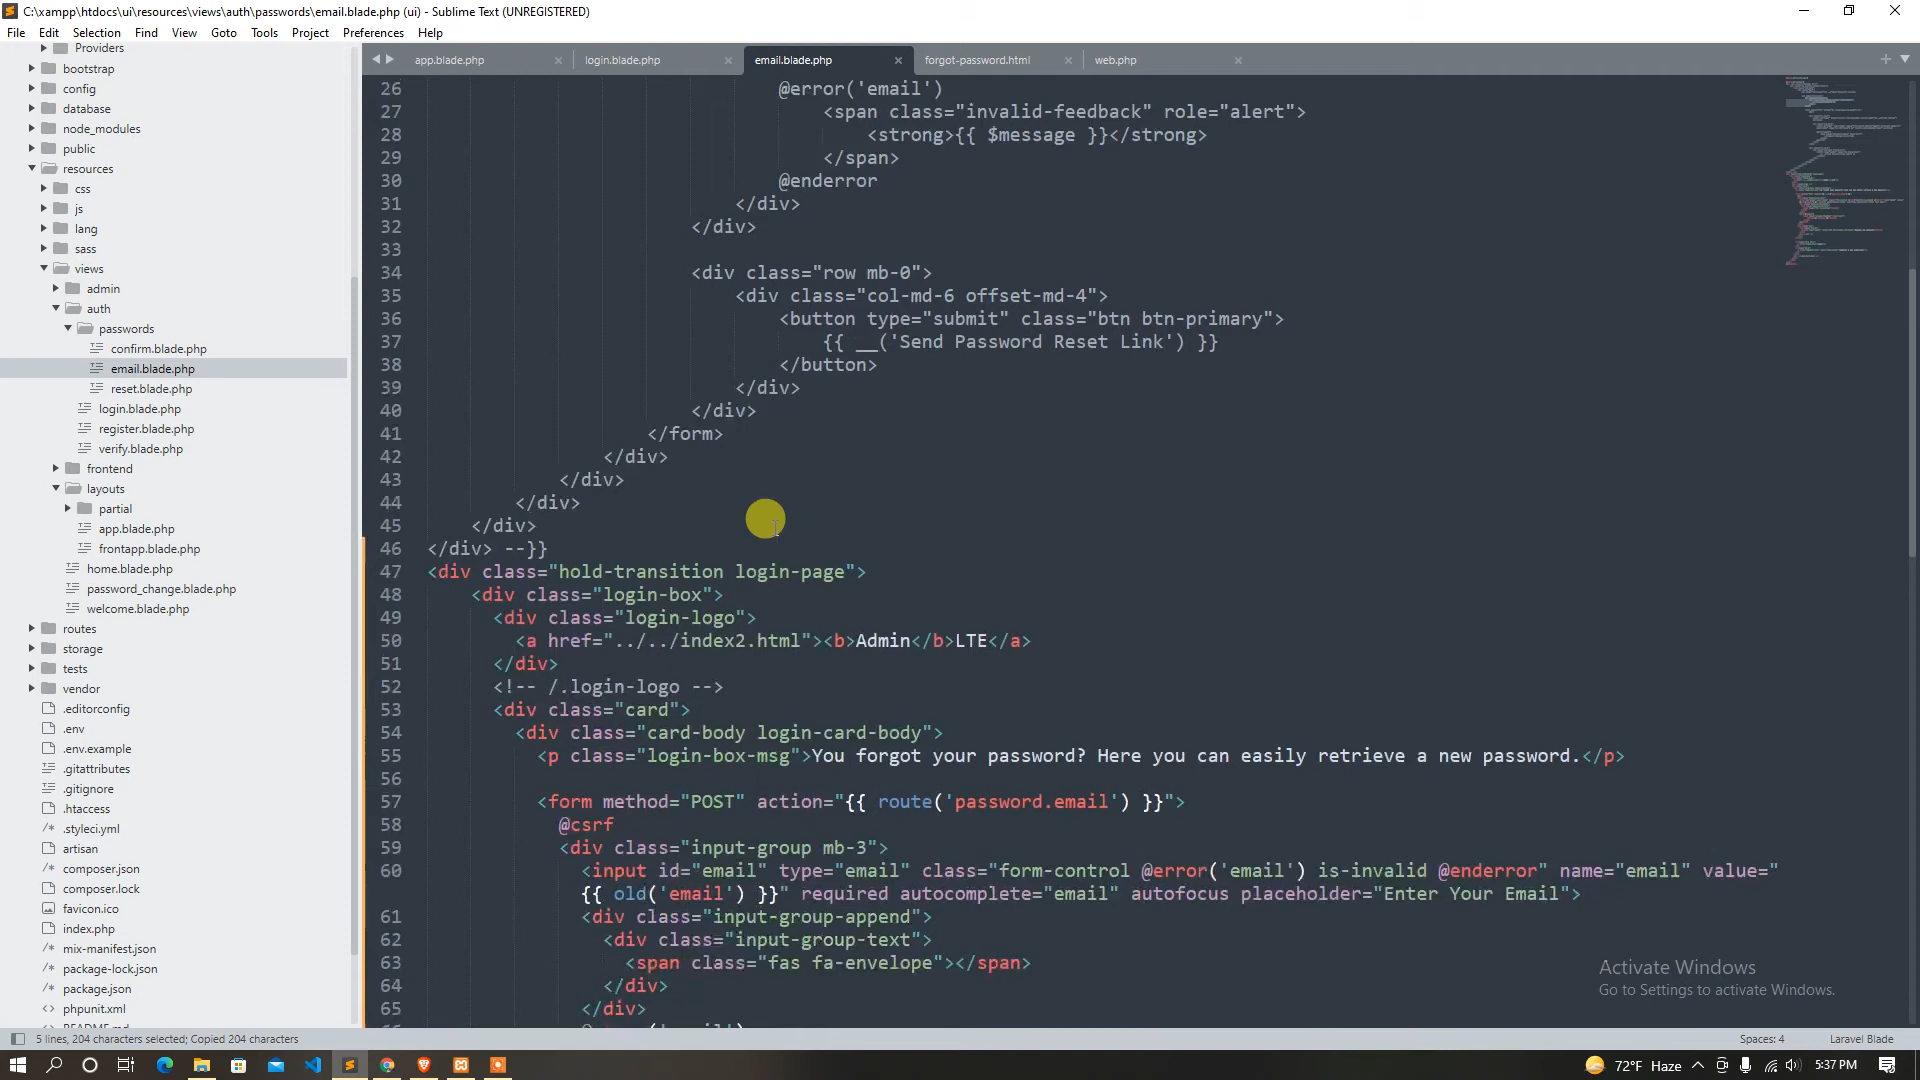 C:\xampp\htdocs\ui\resources\views\auth\passwords\email.blade.php (ui) - Sublime Text (UNREGISTERED)
File Edit Selection Find View Goto Tools Project Preferences Help
app.blade.php login.blade.php email.blade.php forgot-password.html web.php
Providers
bootstrap
config
database
node_modules
public
resources
css
js
lang
sass
views
admin
auth
passwords
confirm.blade.php
email.blade.php
reset.blade.php
login.blade.php
register.blade.php
verify.blade.php
frontend
layouts
partial
app.blade.php
frontapp.blade.php
home.blade.php
password_change.blade.php
welcome.blade.php
routes
storage
tests
vendor
.editorconfig
.env
.env.example
.gitattributes
.gitignore
.htaccess
.styleci.yml
artisan
composer.json
composer.lock
favicon.ico
index.php
mix-manifest.json
package-lock.json
package.json
phpunit.xml
26 @error('email')
27 <span class="invalid-feedback" role="alert">
28 <strong>{{ $message }}</strong>
29 </span>
30 @enderror
31 </div>
32 </div>
33
34 <div class="row mb-0">
35 <div class="col-md-6 offset-md-4">
36 <button type="submit" class="btn btn-primary">
37 {{ __('Send Password Reset Link') }}
38 </button>
39 </div>
40 </div>
41 </form>
42 </div>
43 </div>
44 </div>
45 </div>
46 </div> --}}
47 <div class="hold-transition login-page">
48 <div class="login-box">
49 <div class="login-logo">
50 <a href="../../index2.html"><b>Admin</b>LTE</a>
51 </div>
52 <!-- /.login-logo -->
53 <div class="card">
54 <div class="card-body login-card-body">
55 <p class="login-box-msg">You forgot your password? Here you can easily retrieve a new password.</p>
56
57 <form method="POST" action="{{ route('password.email') }}">
58 @csrf
59 <div class="input-group mb-3">
60 <input id="email" type="email" class="form-control @error('email') is-invalid @enderror" name="email" value="
{{ old('email') }}" required autocomplete="email" autofocus placeholder="Enter Your Email">
61 <div class="input-group-append">
62 <div class="input-group-text">
63 <span class="fas fa-envelope"></span>
64 </div>
65 </div>
Activate Windows
Go to Settings to activate Windows.
5 lines, 204 characters selected; Copied 204 characters
Spaces: 4 Laravel Blade
72°F Haze 5:37 PM